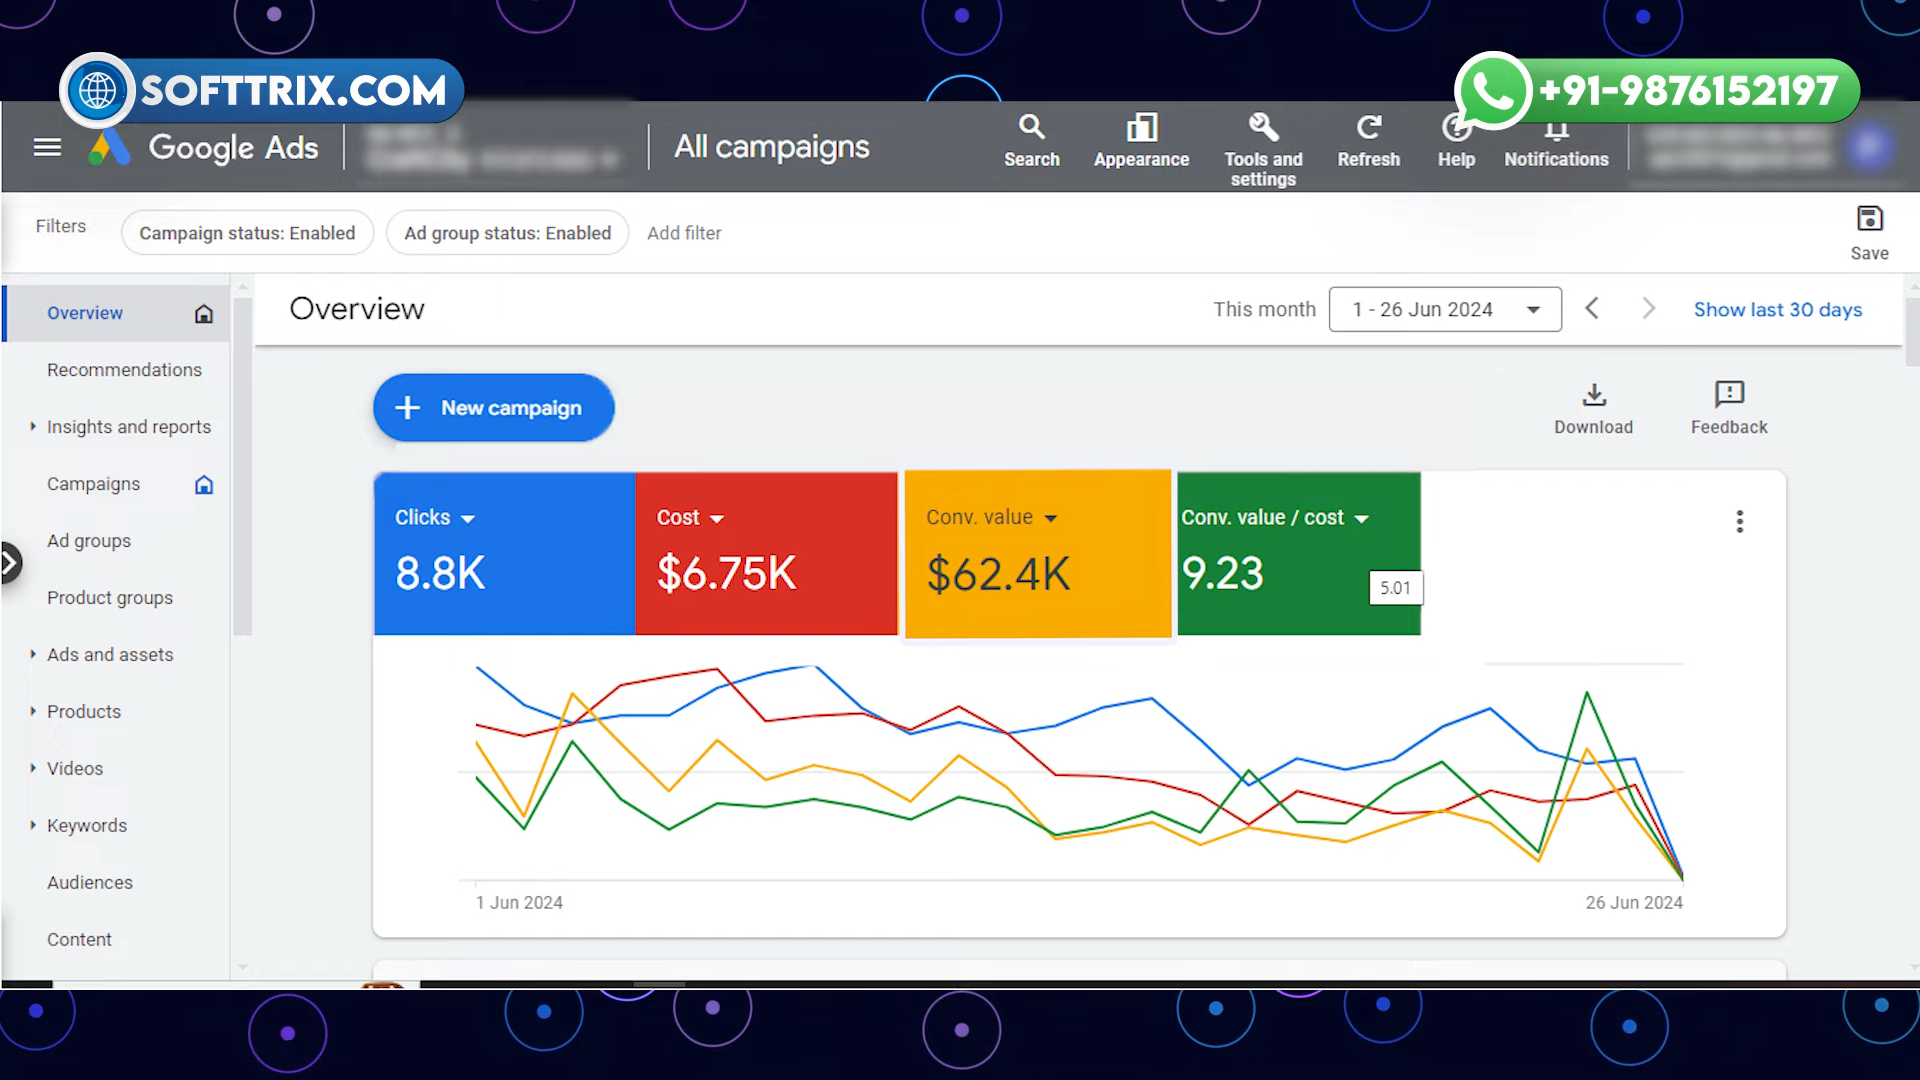 SOFTTRIX.COM
+91-9876152197
Google Ads
All campaigns
Search
Appearance
Tools and
settings
Refresh
Help
Notifications
Filters
Campaign status: Enabled
Ad group status: Enabled
Add filter
Save
Overview
Recommendations
Insights and reports
Campaigns
Ad groups
Product groups
Ads and assets
Products
Videos
Keywords
Audiences
Content
Overview
This month
1 - 26 Jun 2024
Show last 30 days
New campaign
Download
Feedback
Clicks
8.8K
Cost
$6.75K
Conv. value
$62.4K
Conv. value / cost
9.23
5.01
1 Jun 2024
26 Jun 2024